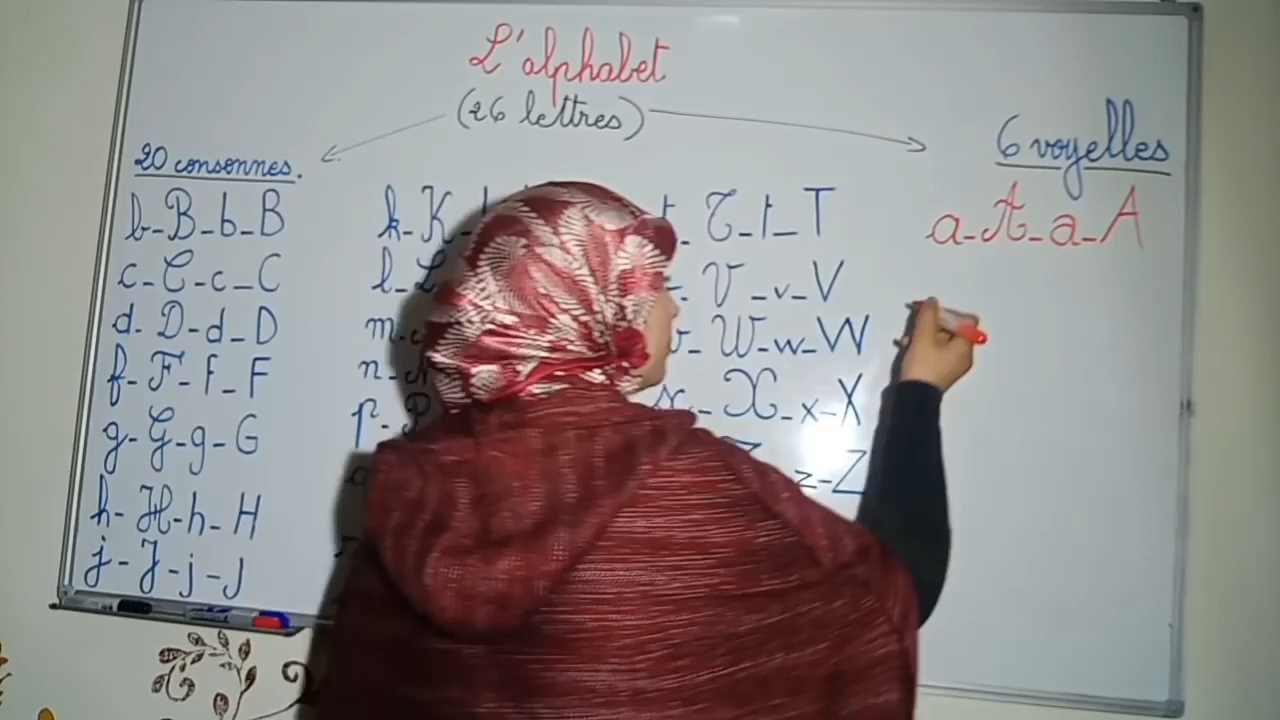 L'alphabet
(26 lettres)
20 consonnes.
b-B-b-B
c-C-c-C
d-D-d-D
f-F-f-F
g-G-g-G
h-H-h-H
j-J-j-J
k-K-
l-L
m-
n-N
p-P
t-T-t-T
V-v-V
W-w-W
x-X-x-X
z-Z
6 voyelles
a-A-a-A